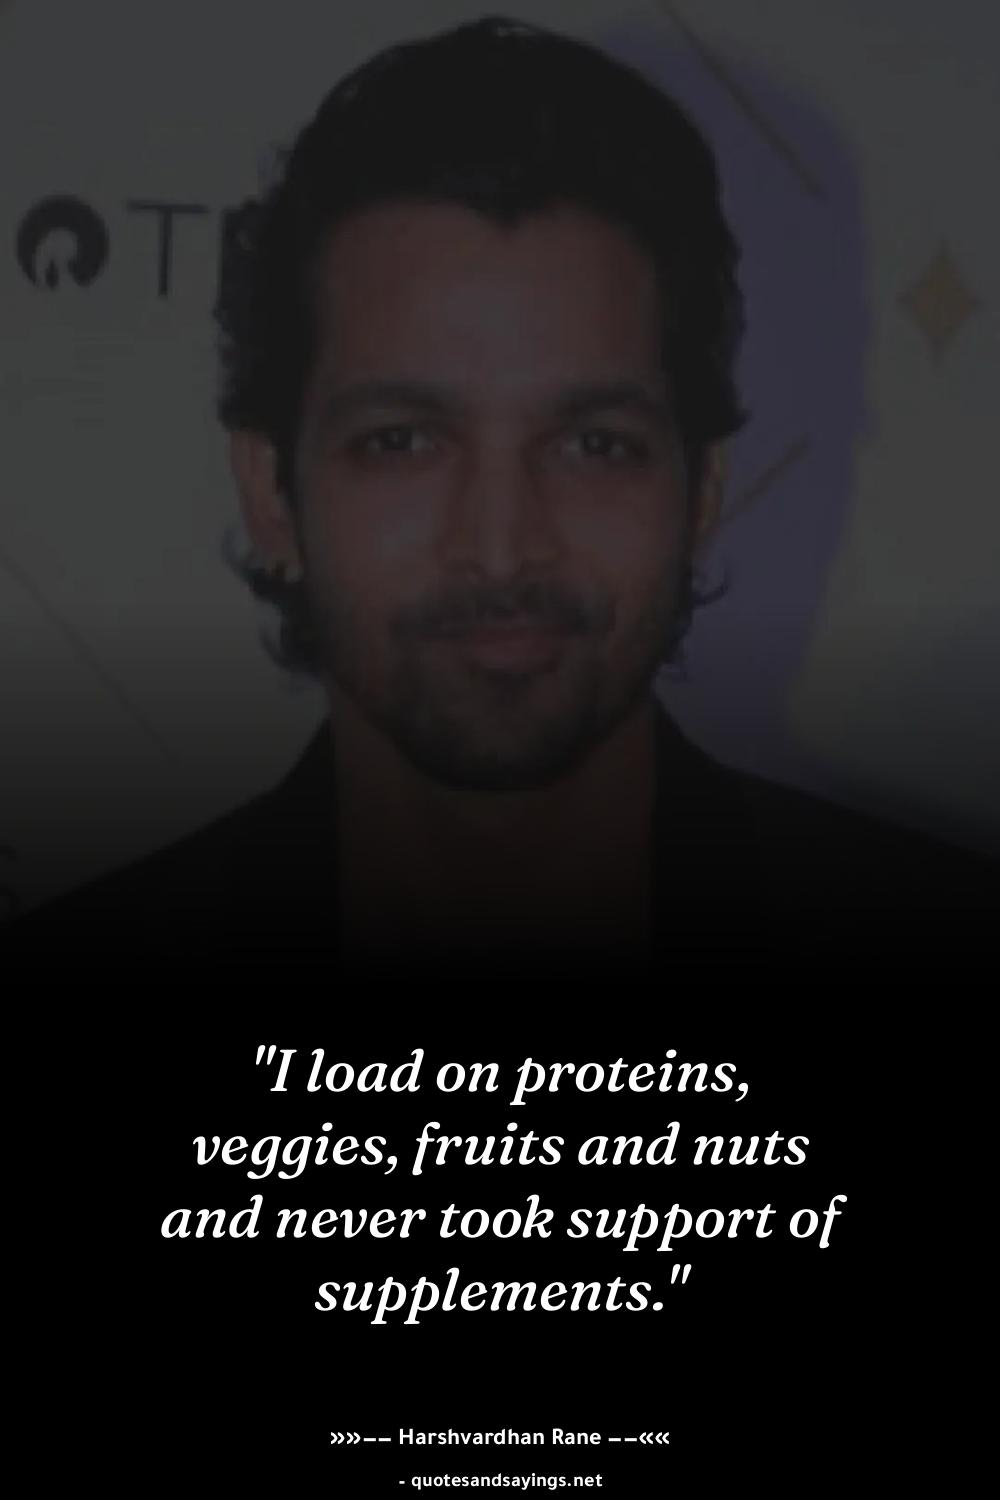 T
"I load on proteins,
veggies, fruits and nuts
and never took support of
supplements."
»»–– Harshvardhan Rane ––««
- quotesandsayings.net